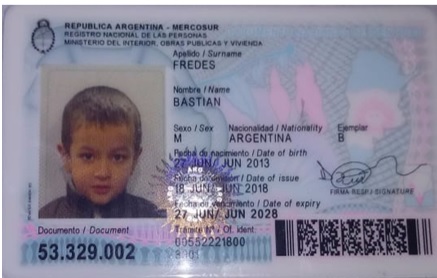 REPUBLICA ARGENTINA - MERCOSUR
REGISTRO NACIONAL DE LAS PERSONAS
MINISTERIO DEL INTERIOR, OBRAS PUBLICAS Y VIVIENDA
Apellido / Surname
FREDES
Nombre / Name
BASTIAN
Sexo / Sex Nacionalidad / Nationality Ejemplar
M ARGENTINA B
Fecha de nacimiento / Date of birth
27 JUN/ JUN 2013
Fecha de emisión / Date of issue
18 JUN/ JUN 2018
Fecha de vencimiento / Date of expiry
27 JUN/ JUN 2028
FIRMA / SIGNATURE
Documento / Document
53.329.002
Of. ident.
00552221800